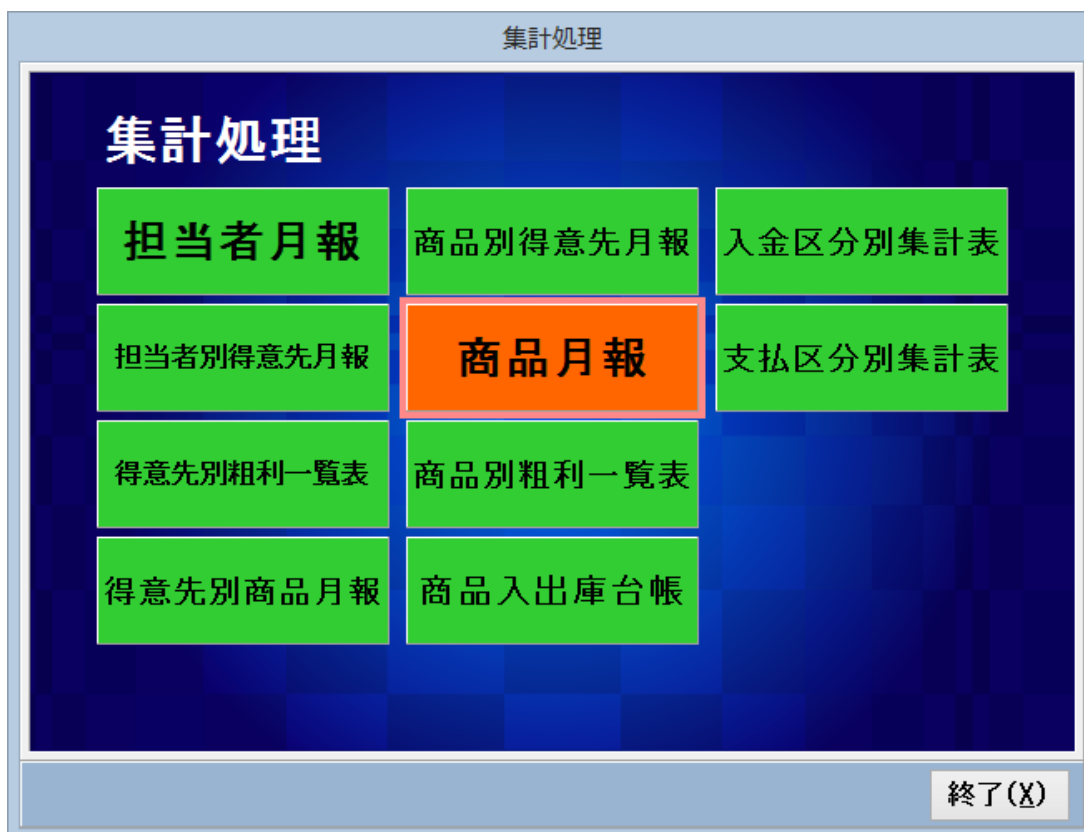 集計処理
集計処理
担当者月報
商品別得意先月報
入金区分別集計表
担当者別得意先月報
商品月報
支払区分別集計表
得意先別粗利一覧表
商品別粗利一覧表
得意先別商品月報
商品入出庫台帳
終了(X)